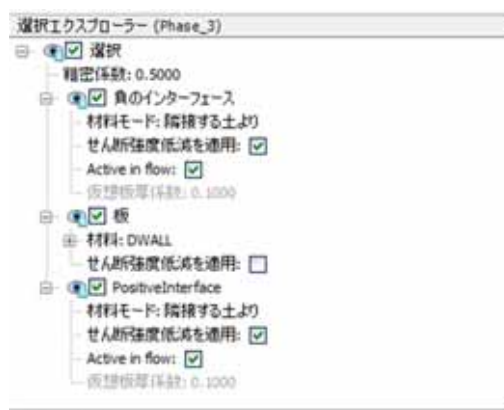 選択エクスプローラー (Phase_3)
選択
粗密係数: 0.5000
負のインターフェース
材料モード: 隣接する土より
せん断強度低減を適用:
Active in flow:
仮想板厚係数: 0.1000
板
材料: DWALL
せん断強度低減を適用:
PositiveInterface
材料モード: 隣接する土より
せん断強度低減を適用:
Active in flow:
仮想板厚係数: 0.1000